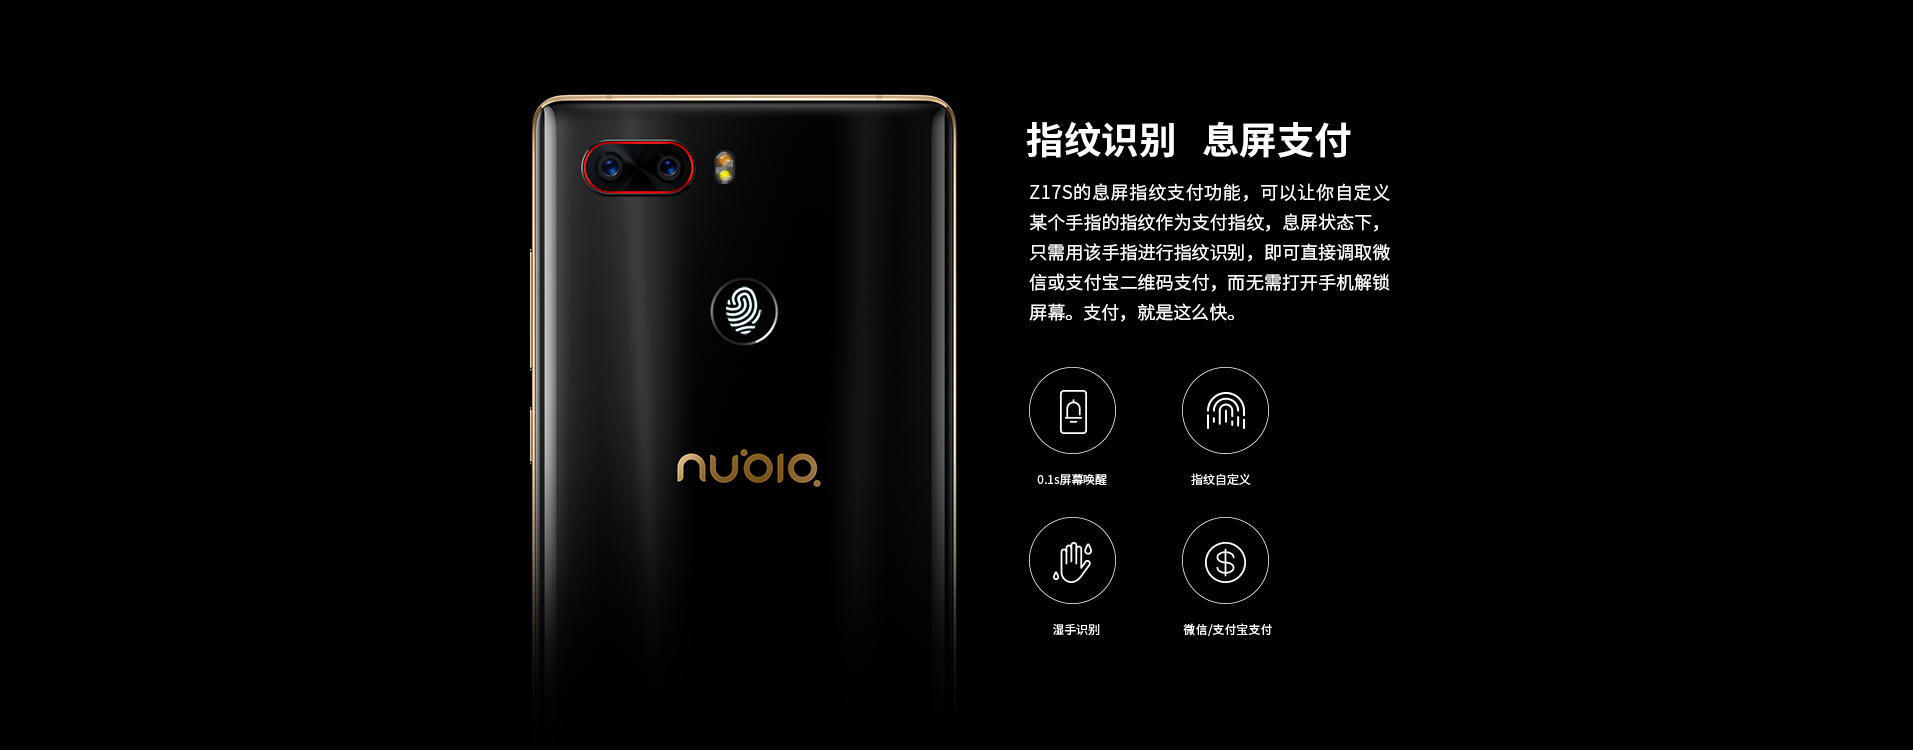 指纹识别 息屏支付
Z17S的息屏指纹支付功能，可以让你自定义
某个手指的指纹作为支付指纹，息屏状态下，
只需用该手指进行指纹识别，即可直接调取微
信或支付宝二维码支付，而无需打开手机解锁
屏幕。支付，就是这么快。
nubia
0.1s屏幕唤醒
指纹自定义
湿手识别
微信/支付宝支付